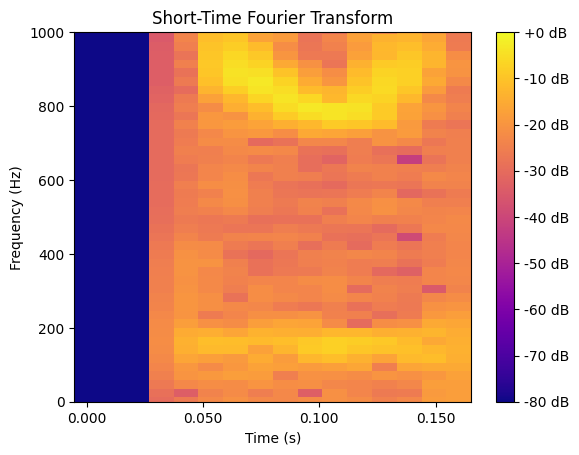 Short-Time Fourier Transform
Frequency (Hz)
1000
800
600
400
200
0
0.000
0.050
0.100
0.150
Time (s)
+0 dB
-10 dB
-20 dB
-30 dB
-40 dB
-50 dB
-60 dB
-70 dB
-80 dB